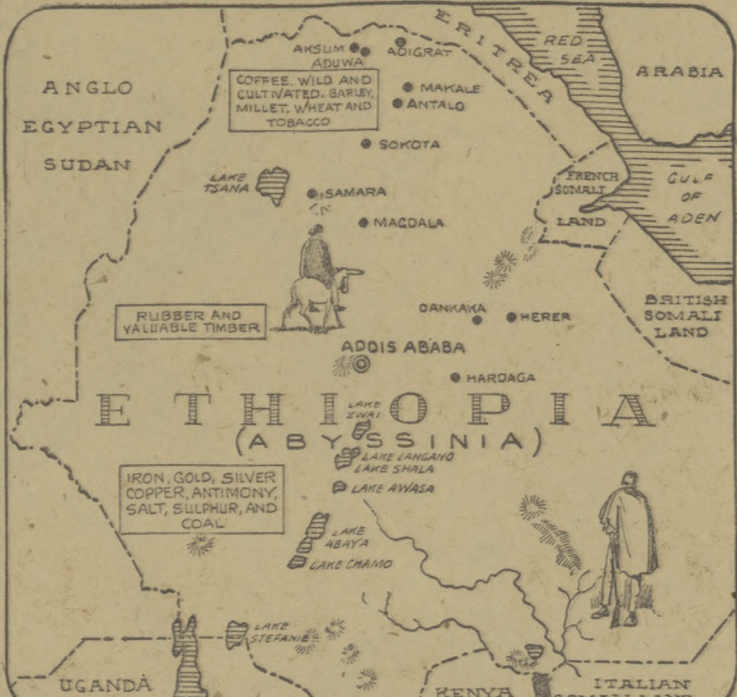 ERITREA
RED
SEA
ARABIA
ANGLO
EGYPTIAN
SUDAN
AKSUM
ADUWA
ADIGRAT
COFFEE. WILD AND
CULTIVATED. BARLEY,
MILLET, WHEAT AND
TOBACCO
MAKALE
ANTALO
SOKOTA
LAKE
TSANA
SAMARA
MAGDALA
FRENCH
SOMALI
LAND
GULF
OF
ADEN
BRITISH
SOMALI
LAND
RUBBER AND
VALUABLE TIMBER
DANKAKA
HERER
ADDIS ABABA
HARDAGA
ETHIOPIA
(ABYSSINIA)
LAKE
ZWAI
LAKE LANGANO
LAKE SHALA
LAKE AWASA
IRON, GOLD, SILVER
COPPER, ANTIMONY,
SALT, SULPHUR, AND
COAL
LAKE
ABAYA
LAKE CHAMO
LAKE
STEFANIE
UGANDA
KENYA
ITALIAN
SOMALILAND